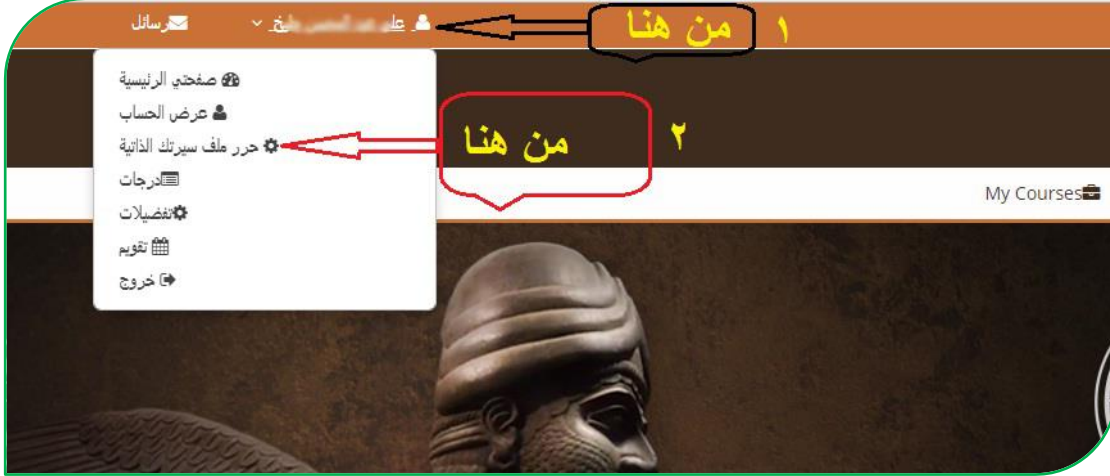 ١ من هنا
علي
رسائل
صفحتي الرئيسية
عرض الحساب
٢ من هنا
حرر ملف سيرتك الذاتية
درجات
تفضيلات
تقويم
خروج
My Courses